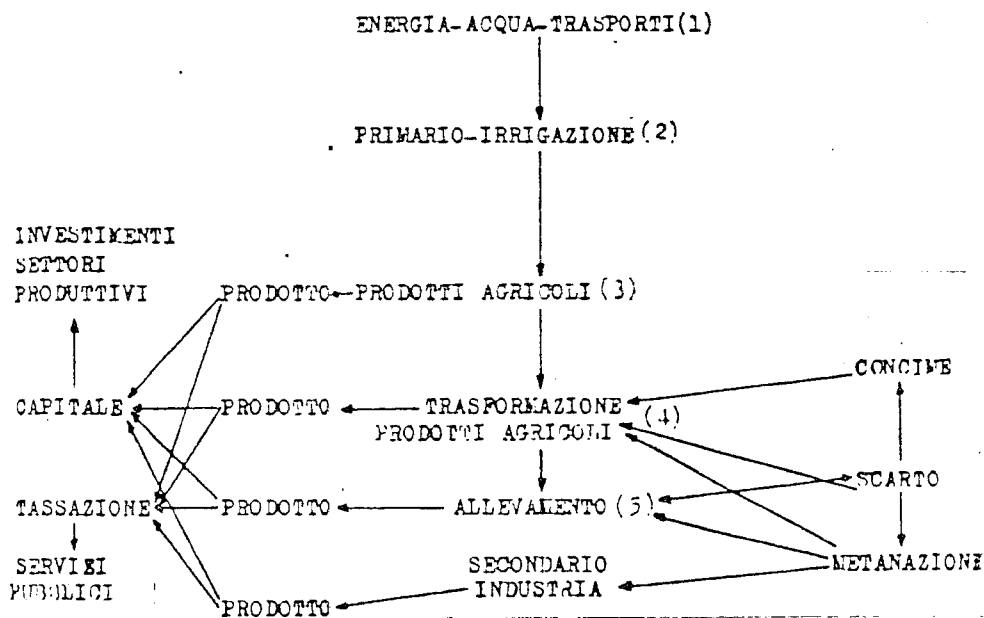 ENERGIA-ACQUA-TRASPORTI(1)
PRIMARIO-IRRIGAZIONE(2)
INVESTIMENTI
SETTORI
PRODUTTIVI
PRODOTTO
PRODOTTI AGRICOLI(3)
CONCIME
CAPITALE
PRODOTTO
TRASFORMAZIONE
PRODOTTI AGRICOLI
(4)
SCARTO
TASSAZIONE
PRODOTTO
ALLEVAMENTO(5)
SERVIZI
PUBBLICI
SECONDARIO
INDUSTRIA
METANAZIONE
PRODOTTO